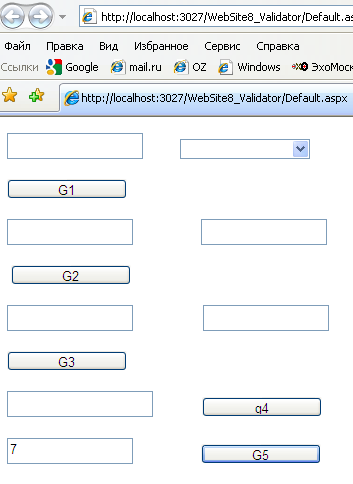 http://localhost:3027/WebSite8_Validator/Default.as
Файл Правка Вид Избранное Сервис Справка
Ссылки Google mail.ru OZ Windows ЭхоМоск
http://localhost:3027/WebSite8_Validator/Default.aspx
G1
G2
G3
g4
7
G5